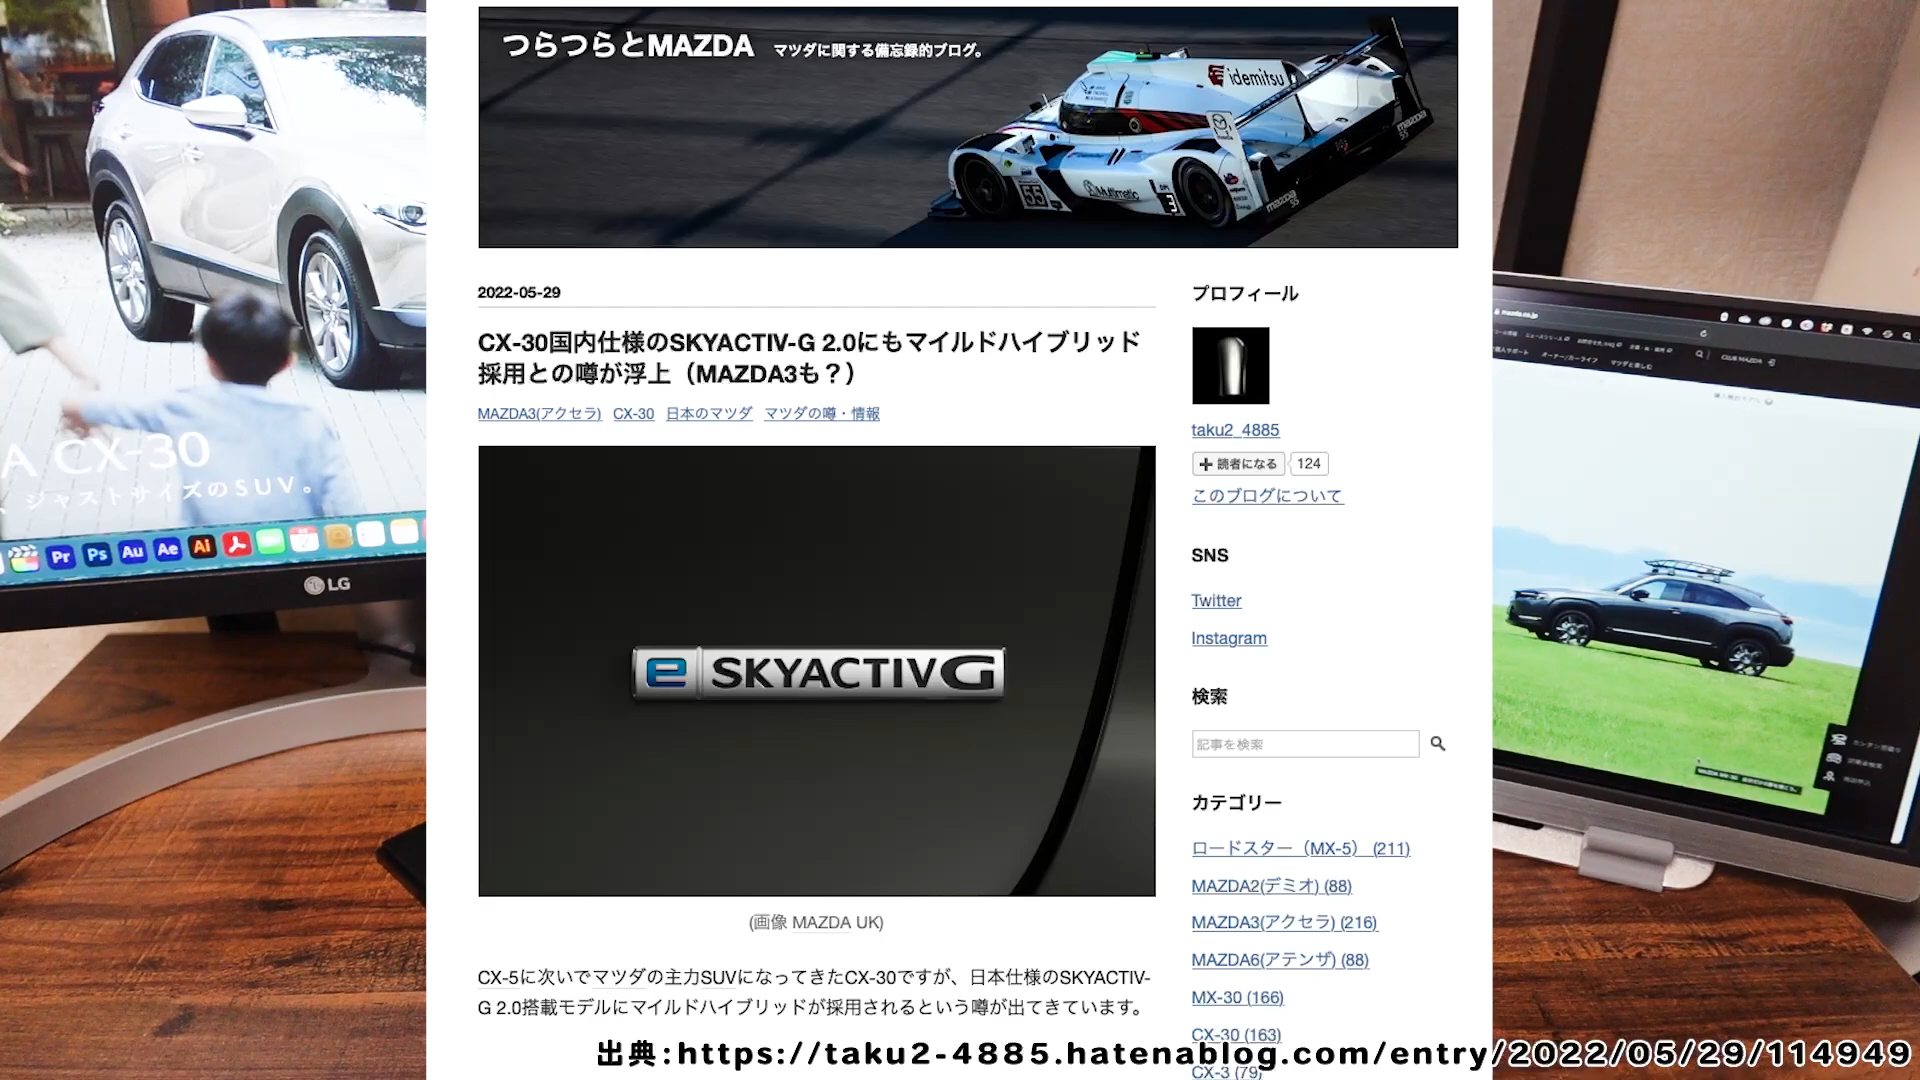 つらつらとMAZDA マツダに関する備忘録的ブログ。
idemitsu
Multimatic
55
mazda
55
2022-05-29
CX-30国内仕様のSKYACTIV-G 2.0にもマイルドハイブリッド
採用との噂が浮上（MAZDA3も？）
MAZDA3(アクセラ) CX-30 日本のマツダ マツダの噂・情報
e SKYACTIV G
(画像 MAZDA UK)
CX-5に次いでマツダの主力SUVになってきたCX-30ですが、日本仕様のSKYACTIV-
G 2.0搭載モデルにマイルドハイブリッドが採用されるという噂が出てきています。
プロフィール
taku2_4885
読者になる 124
このブログについて
SNS
Twitter
Instagram
検索
記事を検索
カテゴリー
ロードスター（MX-5） (211)
MAZDA2(デミオ) (88)
MAZDA3(アクセラ) (216)
MAZDA6(アテンザ) (88)
MX-30 (166)
CX-30 (163)
CX-3 (79)
A CX-30
、ジャストサイズのSUV。
Pr Ps Au Ae Ai
LG
mazda.co.jp
CLUB MAZDA
出典:https://taku2-4885.hatenablog.com/entry/2022/05/29/114949